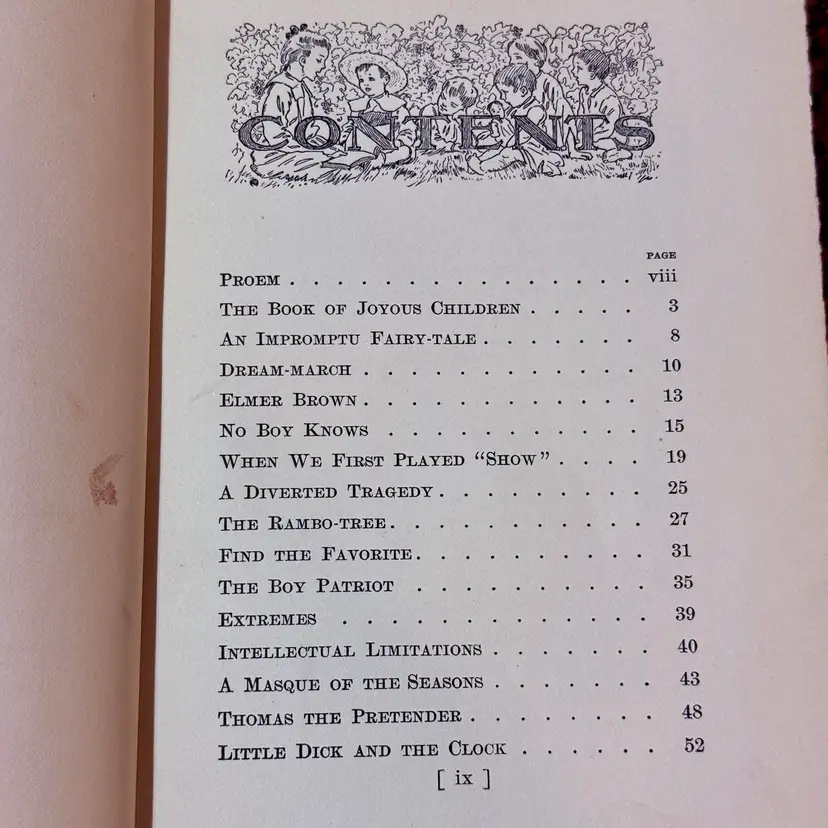 CONTENTS
PAGE
PROEM . . . . . . . . . . . . . viii
THE BOOK OF JOYOUS CHILDREN . . . . . 3
AN IMPROMPTU FAIRY-TALE . . . . . . . 8
DREAM-MARCH . . . . . . . . . . . 10
ELMER BROWN . . . . . . . . . . . 13
NO BOY KNOWS . . . . . . . . . . 15
WHEN WE FIRST PLAYED "SHOW" . . . . 19
A DIVERTED TRAGEDY . . . . . . . . 25
THE RAMBO-TREE . . . . . . . . . . 27
FIND THE FAVORITE . . . . . . . . . 31
THE BOY PATRIOT . . . . . . . . . 35
EXTREMES . . . . . . . . . . . . 39
INTELLECTUAL LIMITATIONS . . . . . . . 40
A MASQUE OF THE SEASONS . . . . . . . 43
THOMAS THE PRETENDER . . . . . . . . 48
LITTLE DICK AND THE CLOCK . . . . . . 52
[ ix ]